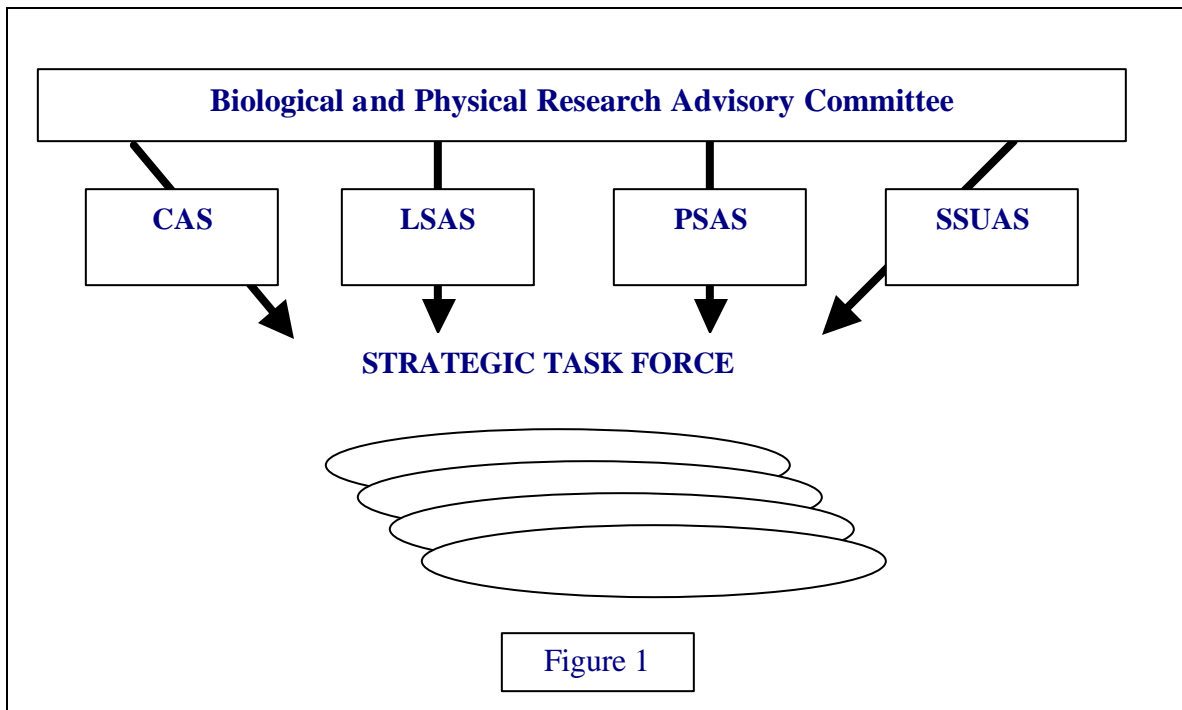 Biological and Physical Research Advisory Committee
CAS
LSAS
PSAS
SSUAS
STRATEGIC TASK FORCE
Figure 1